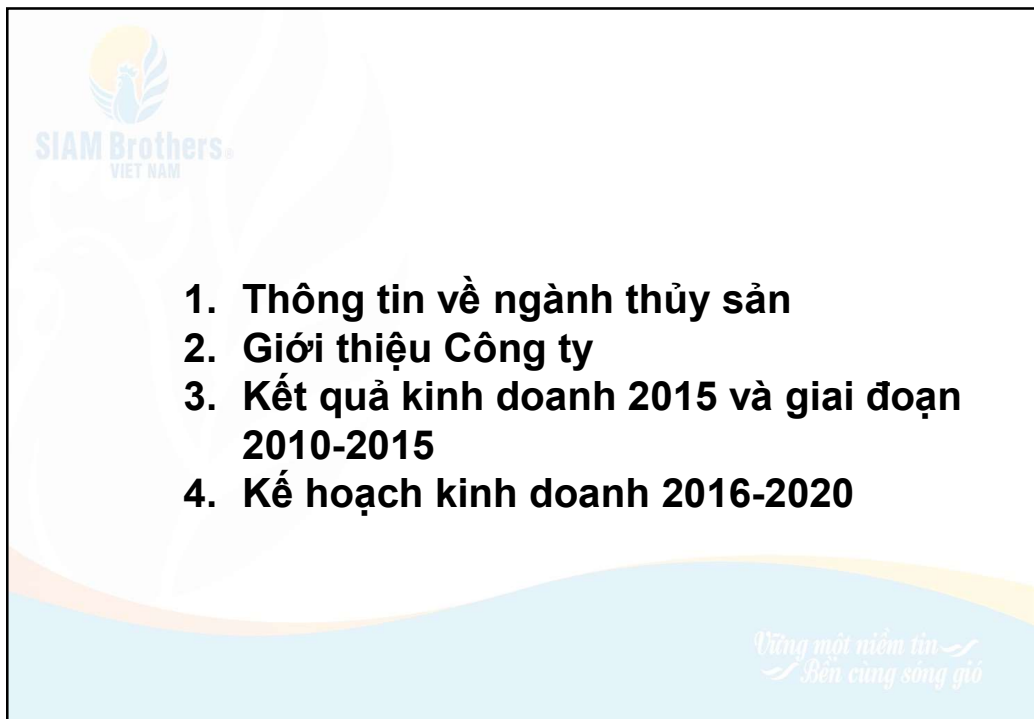 SIAM Brothers®
VIET NAM
1. Thông tin về ngành thủy sản
2. Giới thiệu Công ty
3. Kết quả kinh doanh 2015 và giai đoạn
2010-2015
4. Kế hoạch kinh doanh 2016-2020
Vững một niềm tin
Bền cùng sóng gió